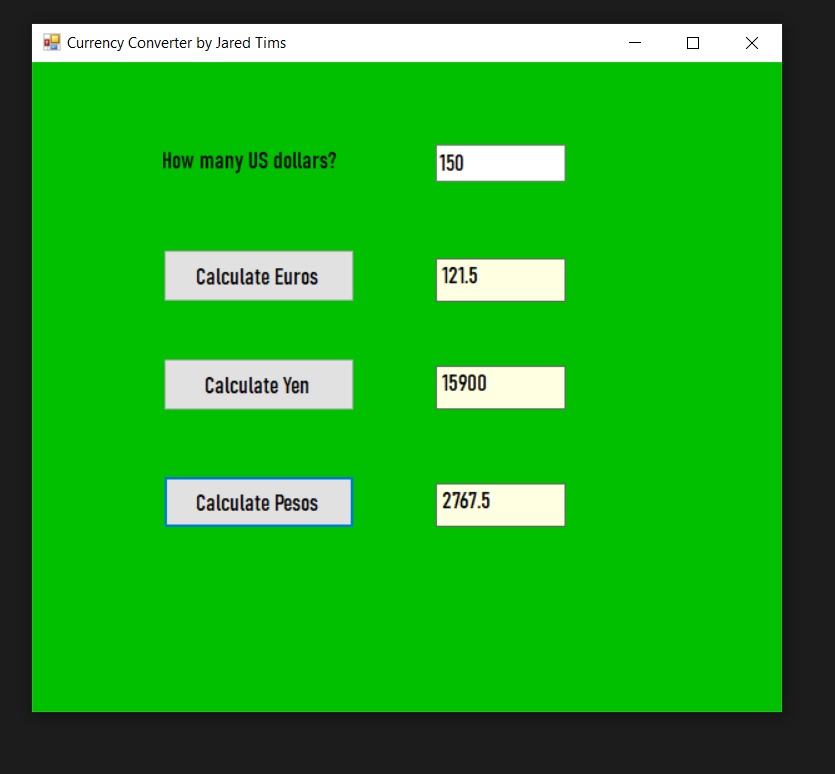 Currency Converter by Jared Tims
How many US dollars?
150
Calculate Euros
121.5
Calculate Yen
15900
Calculate Pesos
2767.5